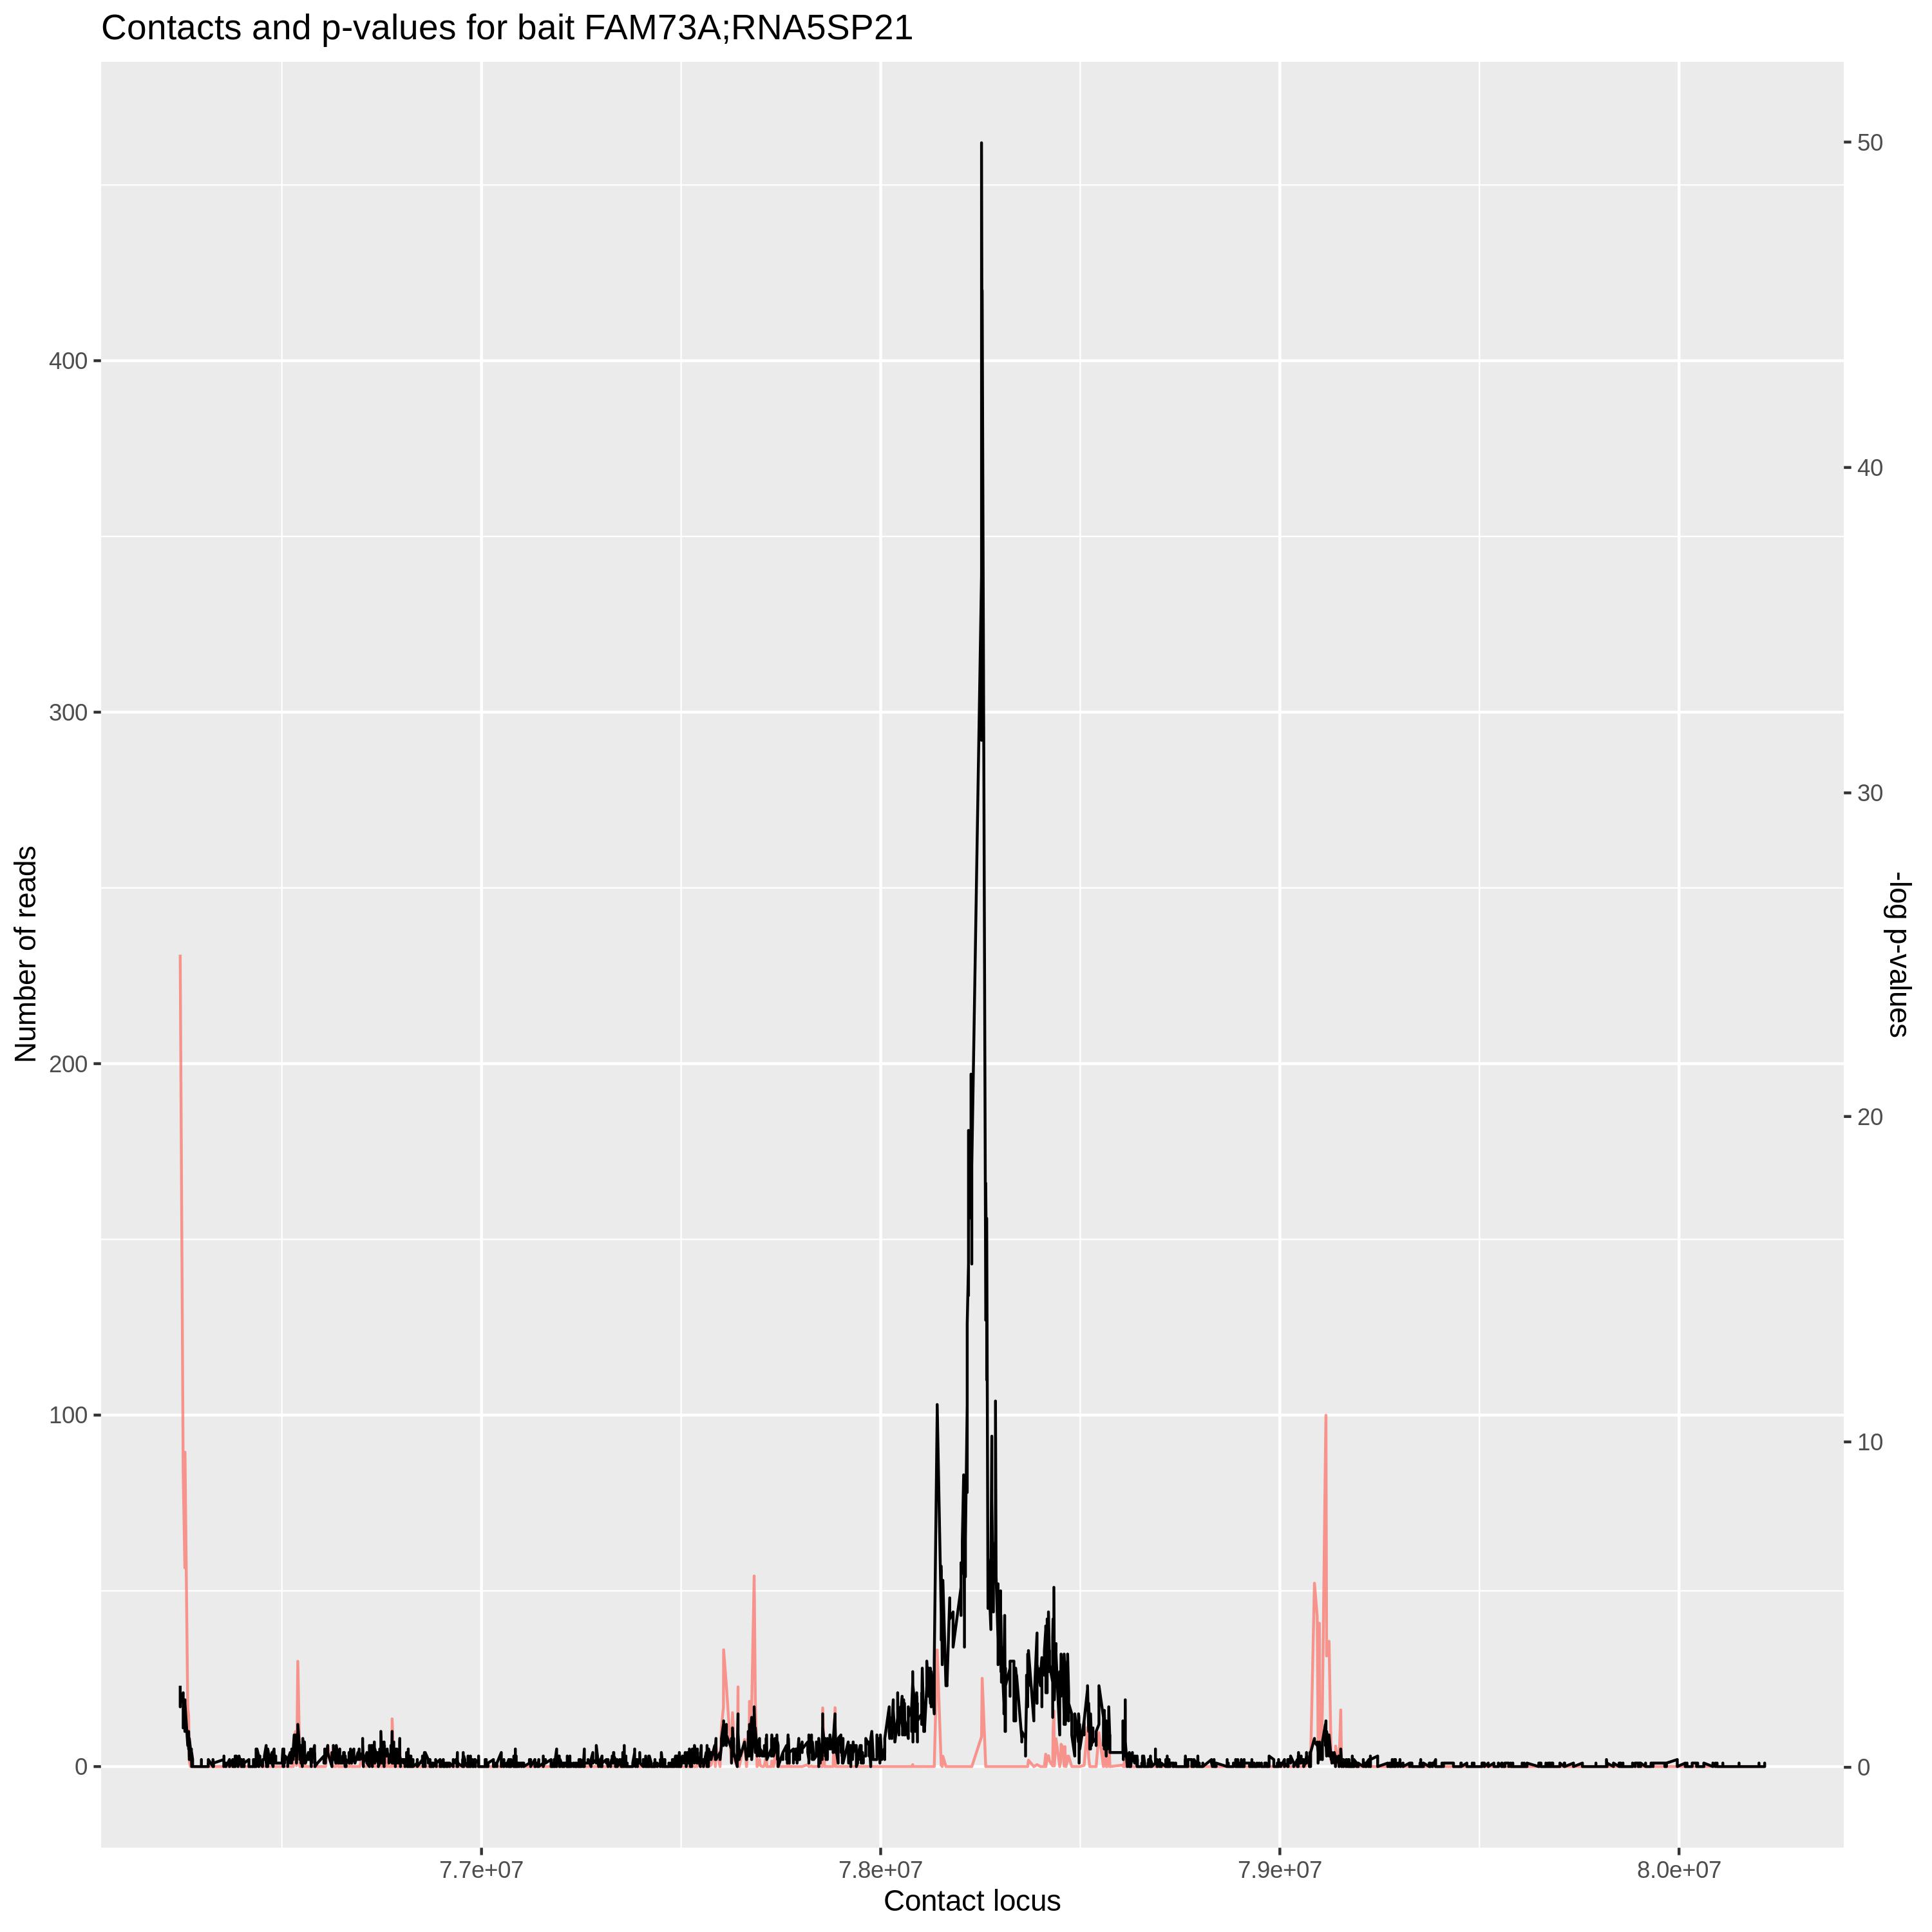 Contacts and p-values for bait FAM73A;RNA5SP21
Number of reads
400
300
200
100
0
50
40
30
20
10
0
-log p-values
7.7e+07
7.8e+07
7.9e+07
8.0e+07
Contact locus